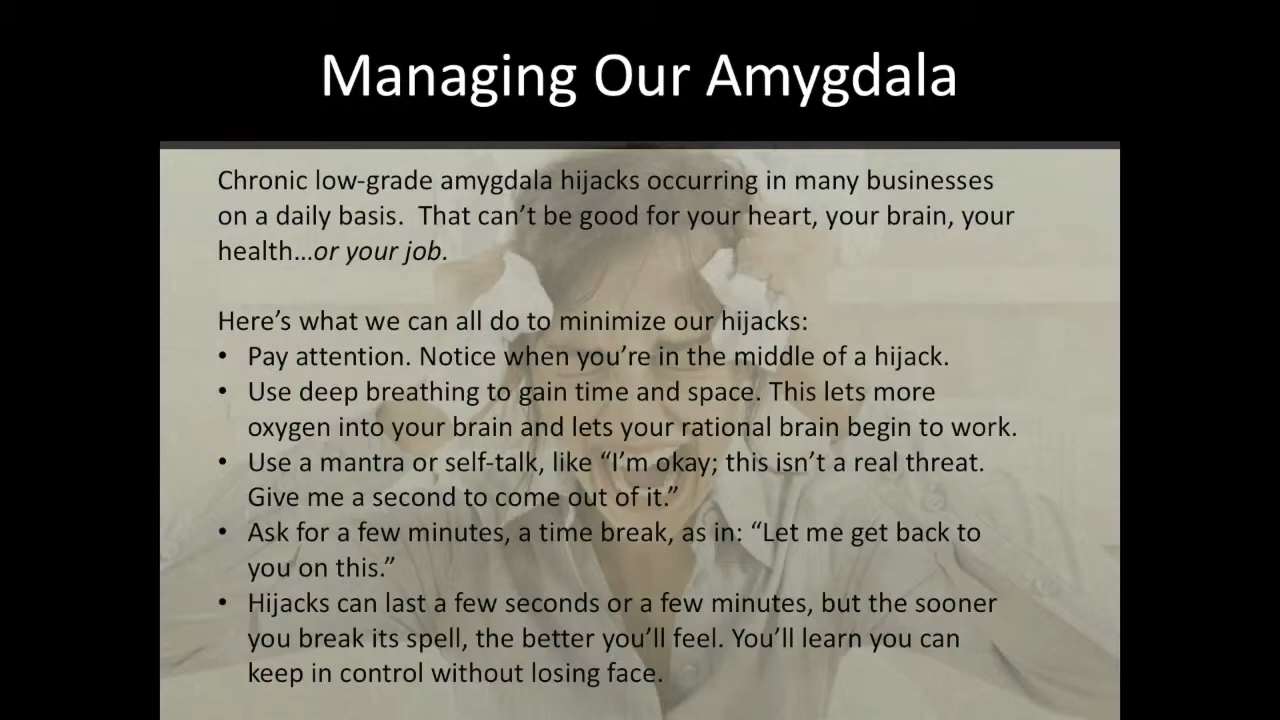 Managing Our Amygdala
Chronic low-grade amygdala hijacks occurring in many businesses
on a daily basis.  That can’t be good for your heart, your brain, your
health…or your job.
Here’s what we can all do to minimize our hijacks:
• Pay attention. Notice when you’re in the middle of a hijack.
• Use deep breathing to gain time and space. This lets more
oxygen into your brain and lets your rational brain begin to work.
• Use a mantra or self-talk, like “I’m okay; this isn’t a real threat.
Give me a second to come out of it.”
• Ask for a few minutes, a time break, as in: “Let me get back to
you on this.”
• Hijacks can last a few seconds or a few minutes, but the sooner
you break its spell, the better you’ll feel. You’ll learn you can
keep in control without losing face.